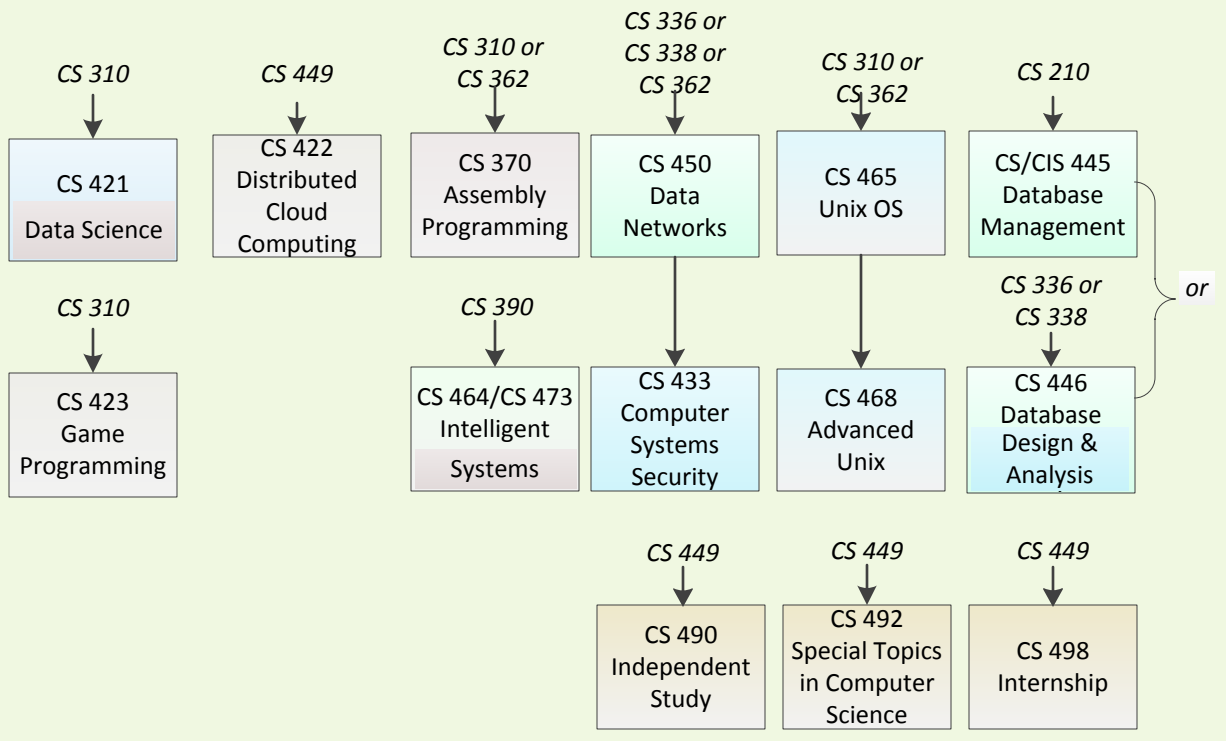 CS 310
CS 421
Data Science
CS 449
CS 422
Distributed
Cloud
Computing
CS 310 or
CS 362
CS 370
Assembly
Programming
CS 336 or
CS 338 or
CS 362
CS 450
Data
Networks
CS 310 or
CS 362
CS 465
Unix OS
CS 210
CS/CIS 445
Database
Management
or
CS 310
CS 423
Game
Programming
CS 390
CS 464/CS 473
Intelligent
Systems
CS 433
Computer
Systems
Security
CS 468
Advanced
Unix
CS 336 or
CS 338
CS 446
Database
Design &
Analysis
CS 449
CS 490
Independent
Study
CS 449
CS 492
Special Topics
in Computer
Science
CS 449
CS 498
Internship